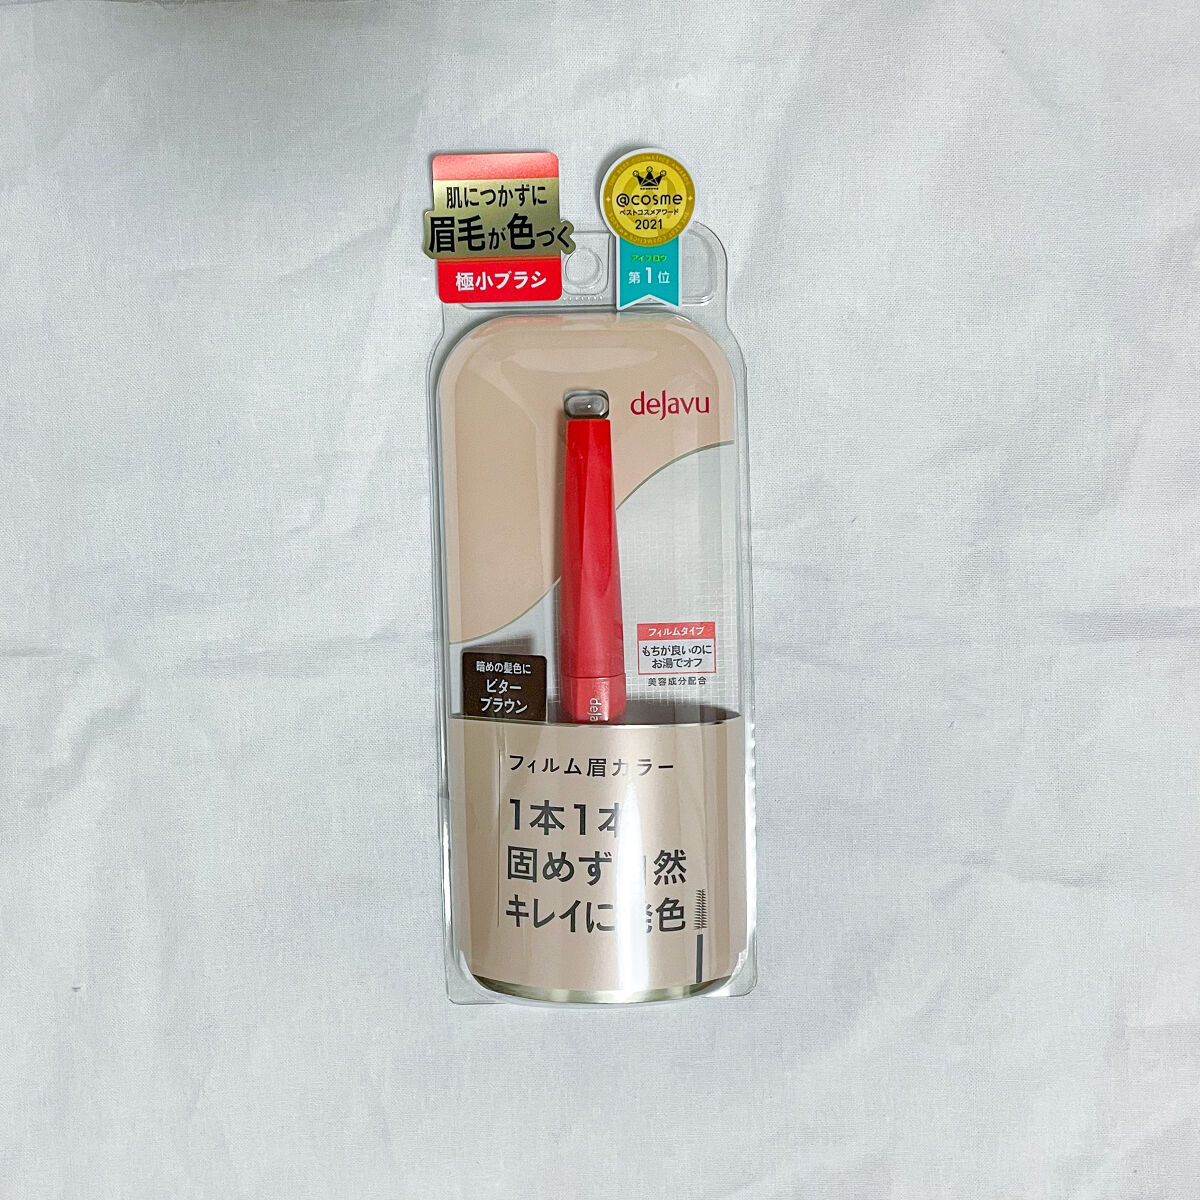 肌につかずに
眉毛が色づく
極小ブラシ
@cosme
ベストコスメアワード
2021
アイブロウ
第1位
dejavu
フィルムタイプ
もちが良いのに
お湯でオフ
美容成分配合
暗めの髪色に
ビター
ブラウン
deja
フィルム眉カラー
1本1本
固めず自然
キレイに発色